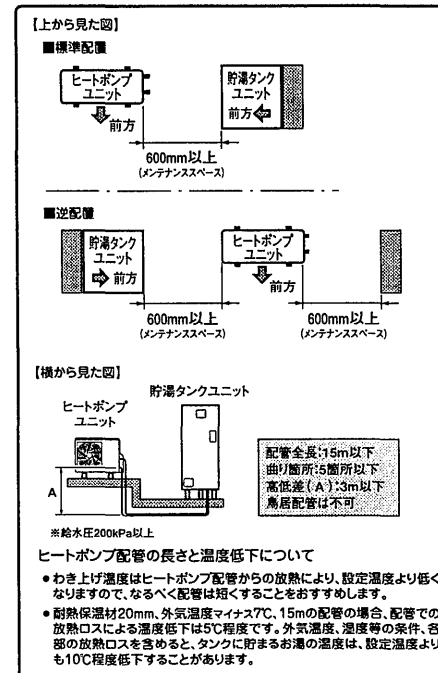 【上から見た図】
■標準配置
ヒートポンプ
ユニット
前方
貯湯タンク
ユニット
前方
600mm以上
(メンテナンススペース)
■逆配置
貯湯タンク
ユニット
前方
ヒートポンプ
ユニット
前方
600mm以上
(メンテナンススペース)
600mm以上
(メンテナンススペース)
【横から見た図】
貯湯タンクユニット
ヒートポンプ
ユニット
A
配管全長:15m以下
曲り箇所:5箇所以下
高低差(A):3m以下
鳥居配管は不可
※給水圧200kPa以上
ヒートポンプ配管の長さと温度低下について
●わき上げ温度はヒートポンプ配管からの放熱により、設定温度より低く
なりますので、なるべく配管は短くすることをおすすめします。
●耐熱保温材20mm、外気温度マイナス7℃、15mの配管の場合、配管での
放熱ロスによる温度低下は5℃程度です。外気温度、湿度等の条件、各
部の放熱ロスを含めると、タンクに貯まるお湯の温度は、設定温度より
も10℃程度低下することがあります。